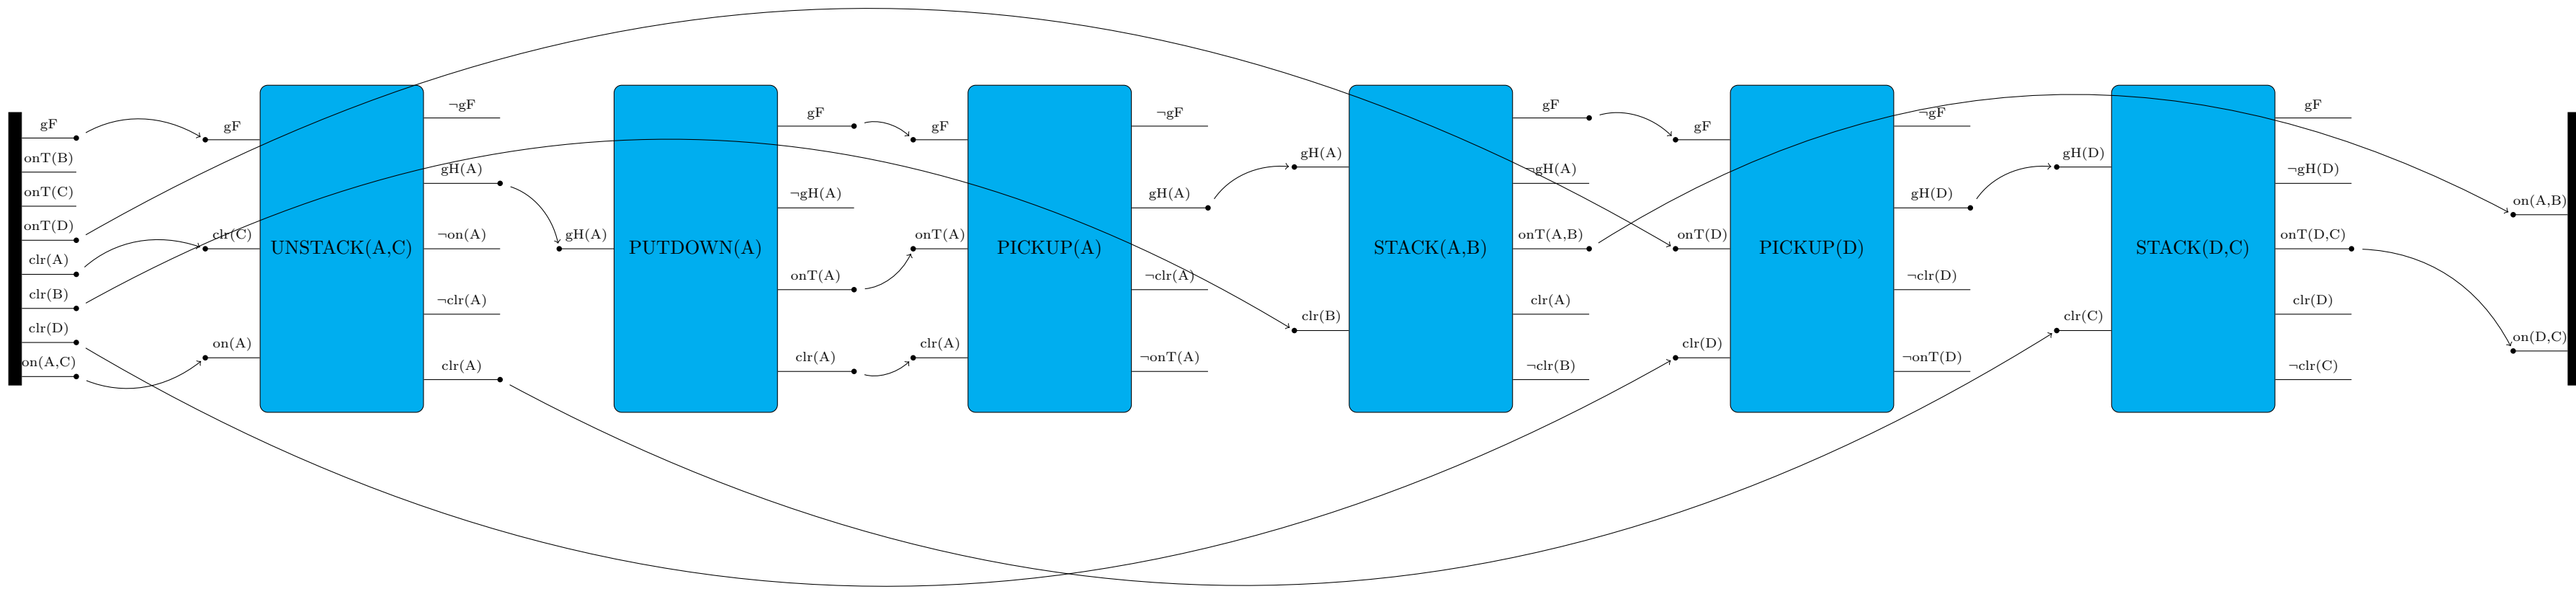 gF
onT(B)
onT(C)
onT(D)
clr(A)
clr(B)
clr(D)
on(A,C)
gF
clr(C)
on(A)
UNSTACK(A,C)
¬gF
gH(A)
¬on(A)
¬clr(A)
clr(A)
gH(A)
PUTDOWN(A)
gF
¬gH(A)
onT(A)
clr(A)
gF
onT(A)
clr(A)
PICKUP(A)
¬gF
gH(A)
¬clr(A)
¬onT(A)
gH(A)
clr(B)
STACK(A,B)
gF
¬gH(A)
onT(A,B)
clr(A)
¬clr(B)
gF
onT(D)
clr(D)
PICKUP(D)
¬gF
gH(D)
¬clr(D)
¬onT(D)
gH(D)
clr(C)
STACK(D,C)
gF
¬gH(D)
onT(D,C)
clr(D)
¬clr(C)
on(A,B)
on(D,C)